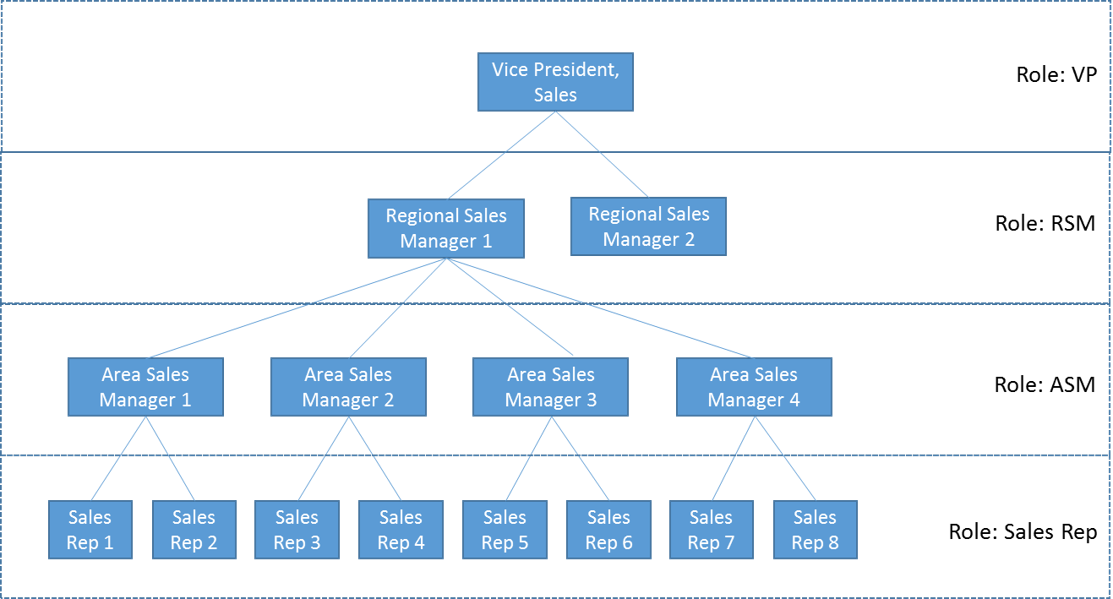 Vice President,
Sales
Role: VP
Regional Sales
Manager 1
Regional Sales
Manager 2
Role: RSM
Area Sales
Manager 1
Area Sales
Manager 2
Area Sales
Manager 3
Area Sales
Manager 4
Role: ASM
Sales
Rep 1
Sales
Rep 2
Sales
Rep 3
Sales
Rep 4
Sales
Rep 5
Sales
Rep 6
Sales
Rep 7
Sales
Rep 8
Role: Sales Rep